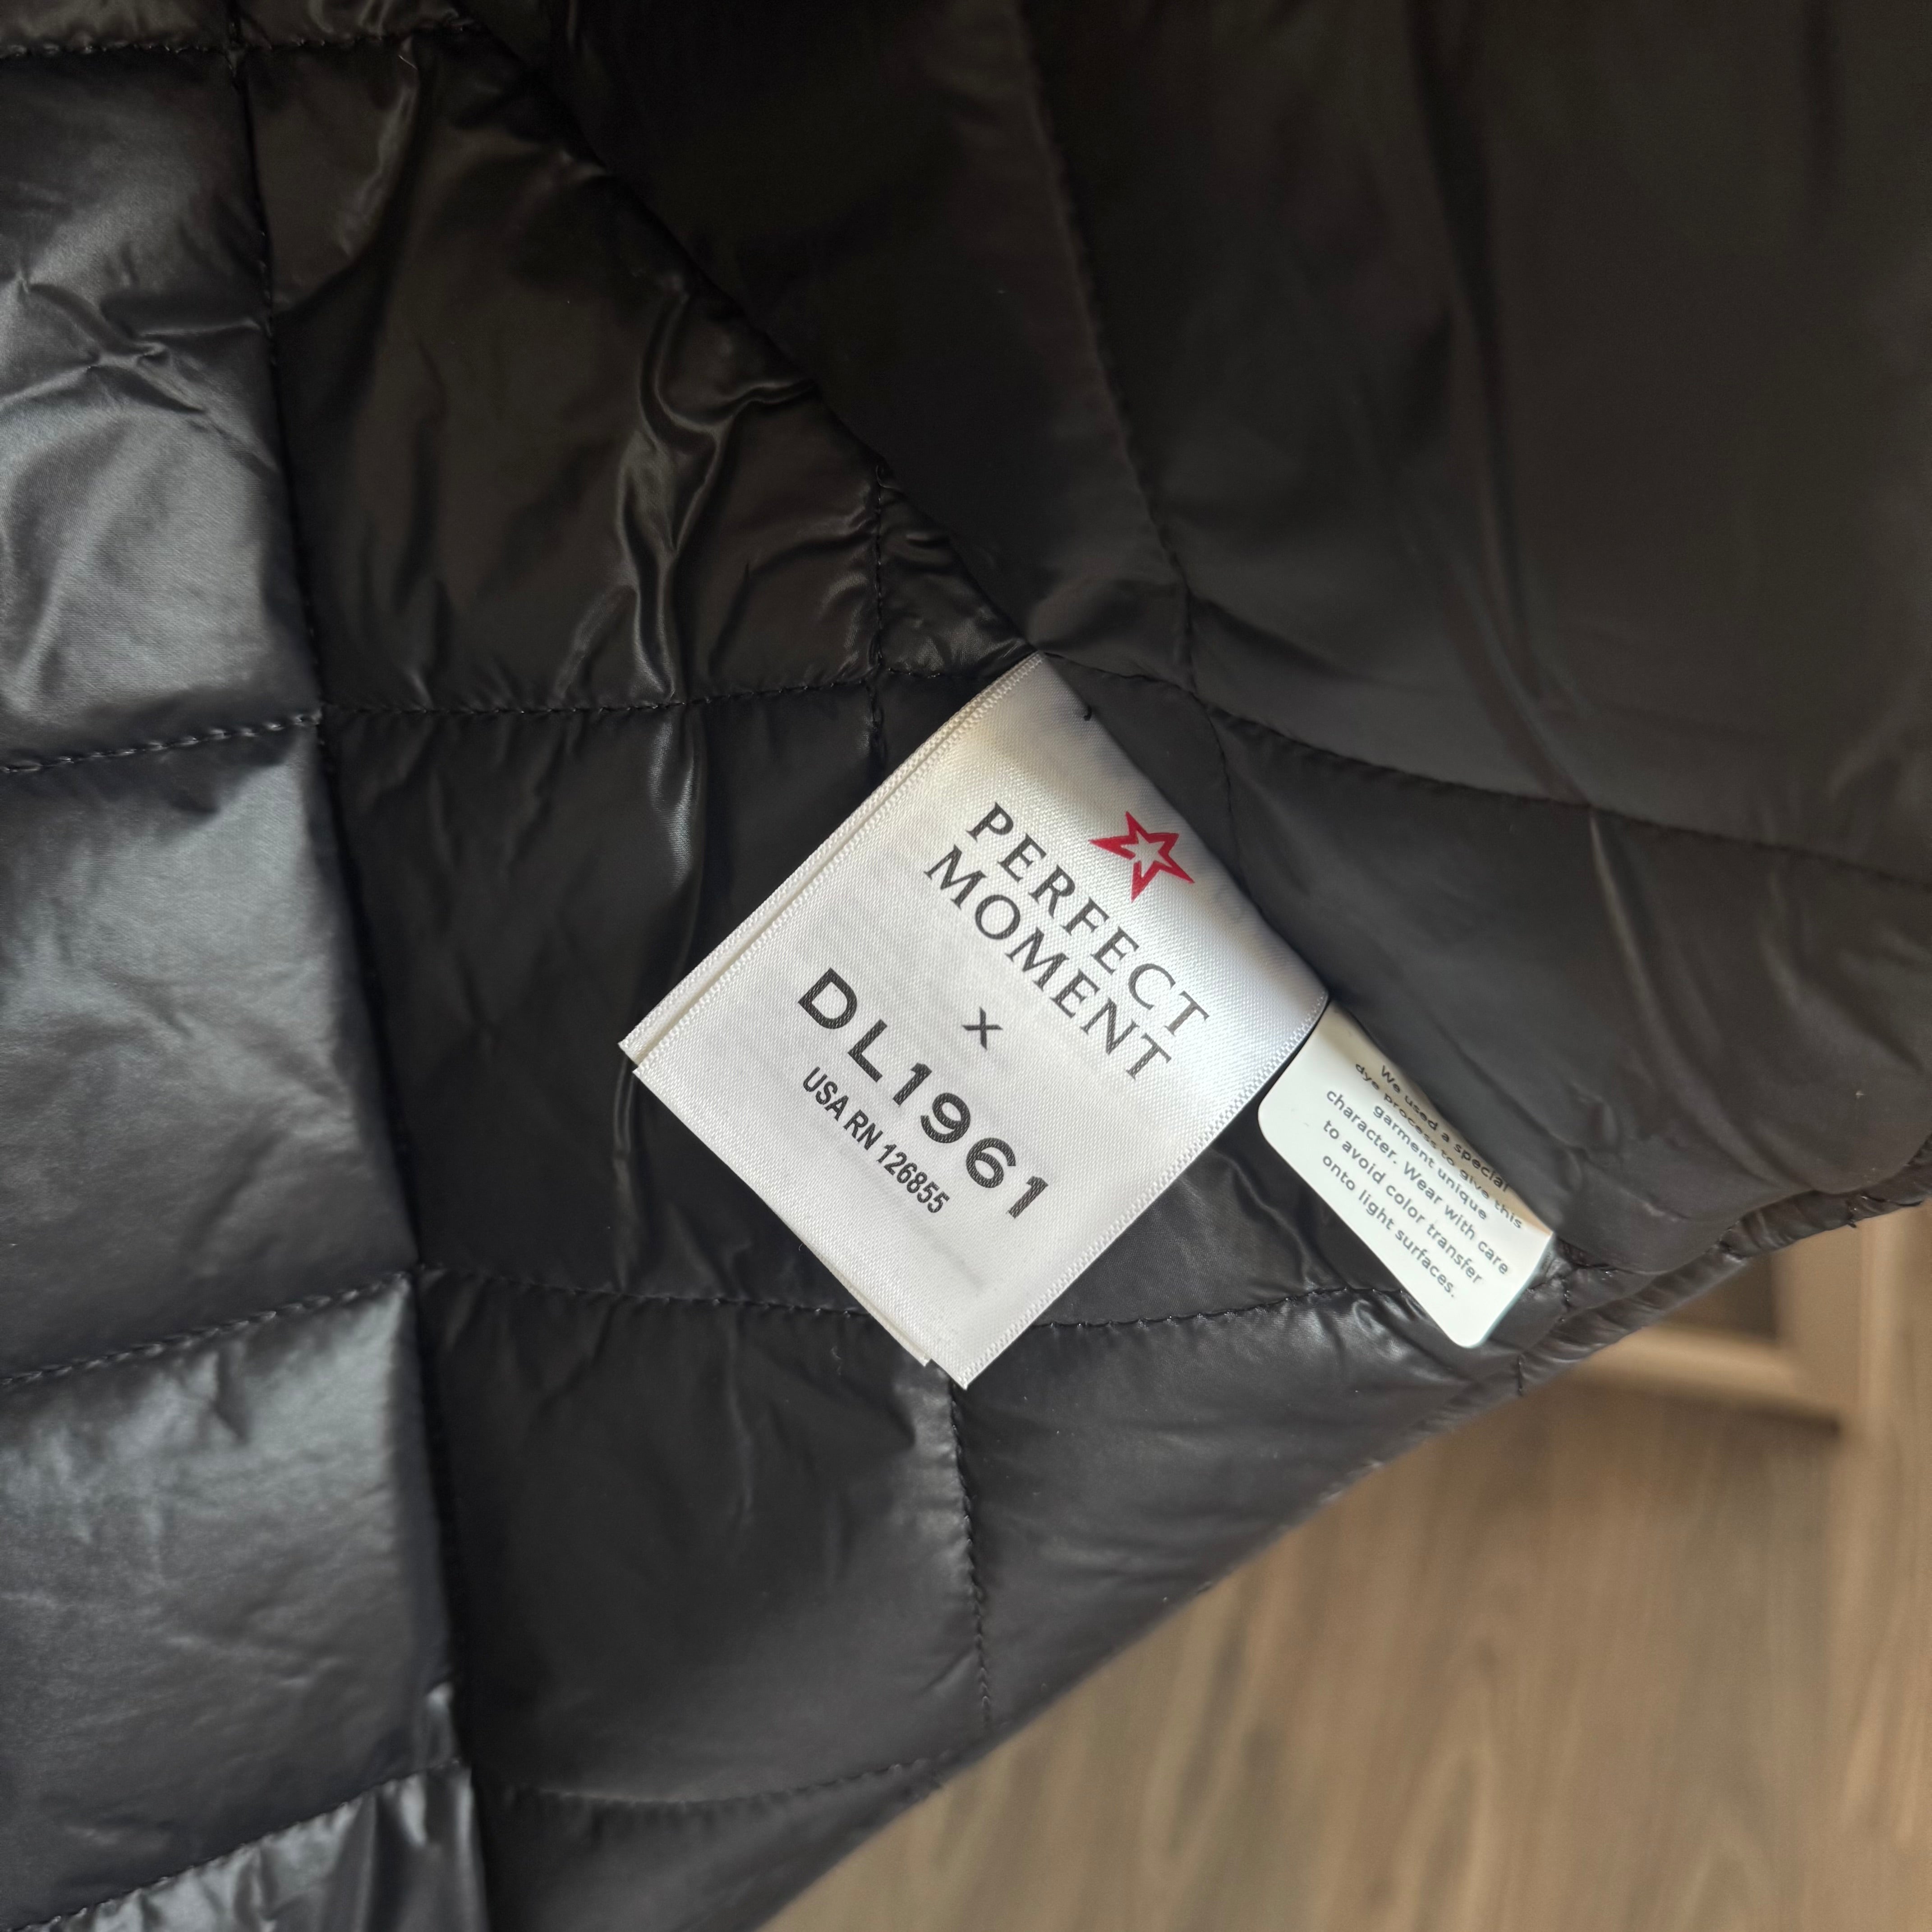 PERFECT
MOMENT
x
DL1961
USA RN 126855
We used a special
dye process to give this
garment unique
character. Wear with care
to avoid color transfer
onto light surfaces.